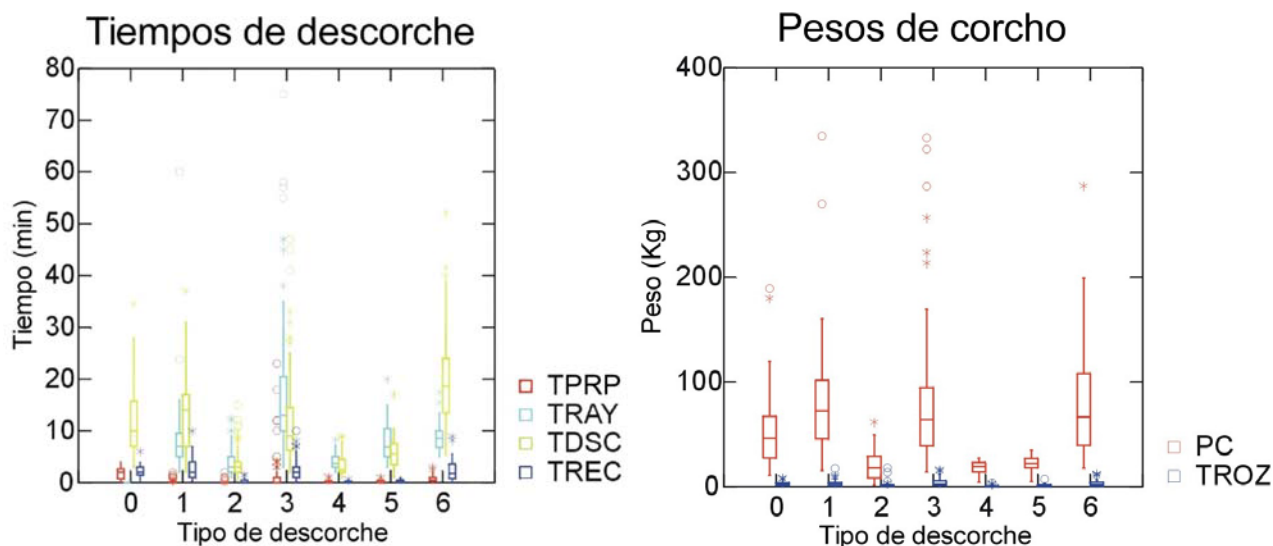 Tiempos de descorche
80
70
60
50
40
30
20
10
0
Tiempo (min)
0 1 2 3 4 5 6
Tipo de descorche
TPRP
TRAY
TDSC
TREC
Pesos de corcho
400
300
200
100
0
Peso (Kg)
0 1 2 3 4 5 6
Tipo de descorche
PC
TROZ